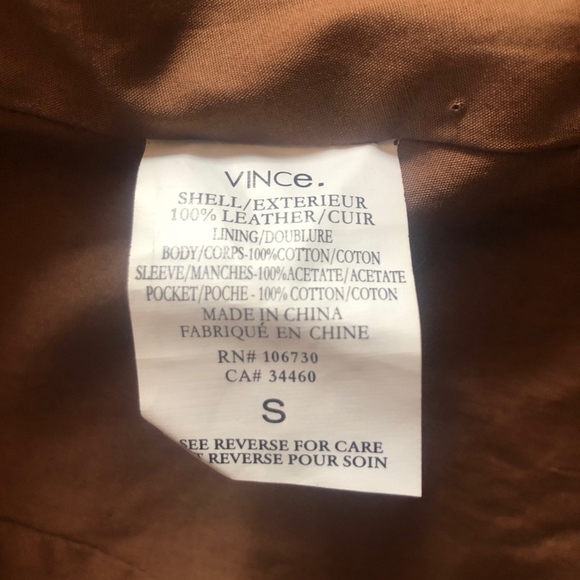 VINCe.
SHELL/EXTERIEUR
100% LEATHER/CUIR
LINING/DOUBLURE
BODY/CORPS-100%COTTON/COTON
SLEEVE/MANCHES-100%ACETATE/ACETATE
POCKET/POCHE-100% COTTON/COTON
MADE IN CHINA
FABRIQUÉ EN CHINE
RN# 106730
CA# 34460
S
SEE REVERSE FOR CARE
REVERSE POUR SOIN